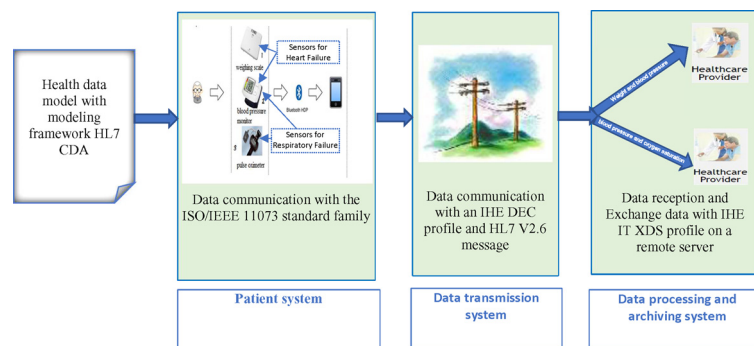 Health data
model with
modeling
framework HL7
CDA
Sensors for
Heart Failure
weighing scale
blood pressure
monitor
Bluetooth HDP
Sensors for
Respiratory Failure
pulse oximeter
Data communication with the
ISO/IEEE 11073 standard family
Patient system
Data communication
with an IHE DEC
profile and HL7 V2.6
message
Data transmission
system
Weight and blood pressure
Healthcare
Provider
blood pressure and oxygen saturation
Healthcare
Provider
Data reception and
Exchange data with IHE
IT XDS profile on a
remote server
Data processing and
archiving system